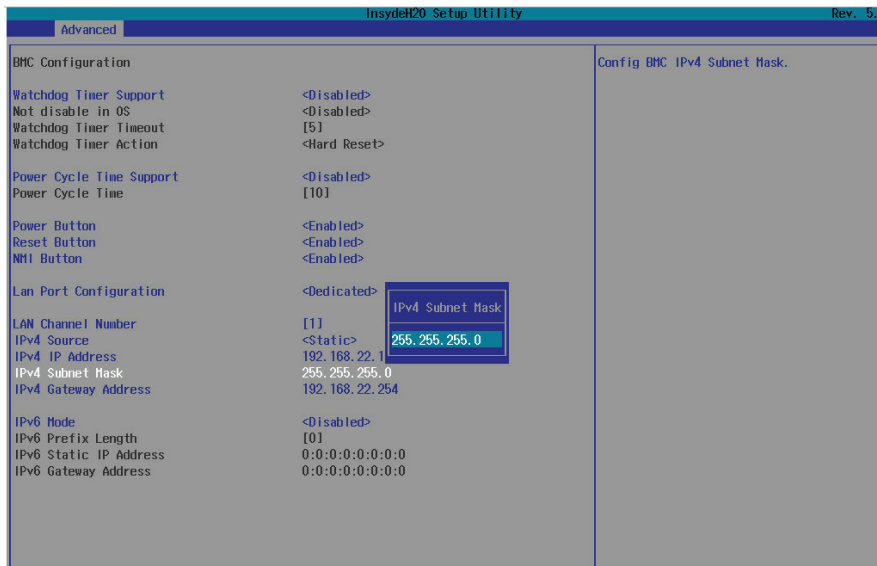 InsydeH20 Setup Utility Rev. 5.
Advanced
BMC Configuration
Config BMC IPv4 Subnet Mask.
Watchdog Timer Support <Disabled>
Not disable in OS <Disabled>
Watchdog Timer Timeout [5]
Watchdog Timer Action <Hard Reset>
Power Cycle Time Support <Disabled>
Power Cycle Time [10]
Power Button <Enabled>
Reset Button <Enabled>
NMI Button <Enabled>
Lan Port Configuration <Dedicated>
IPv4 Subnet Mask
255.255.255.0
LAN Channel Number [1]
IPv4 Source <Static>
IPv4 IP Address 192.168.22.1
IPv4 Subnet Mask 255.255.255.0
IPv4 Gateway Address 192.168.22.254
IPv6 Mode <Disabled>
IPv6 Prefix Length [0]
IPv6 Static IP Address 0:0:0:0:0:0:0:0
IPv6 Gateway Address 0:0:0:0:0:0:0:0